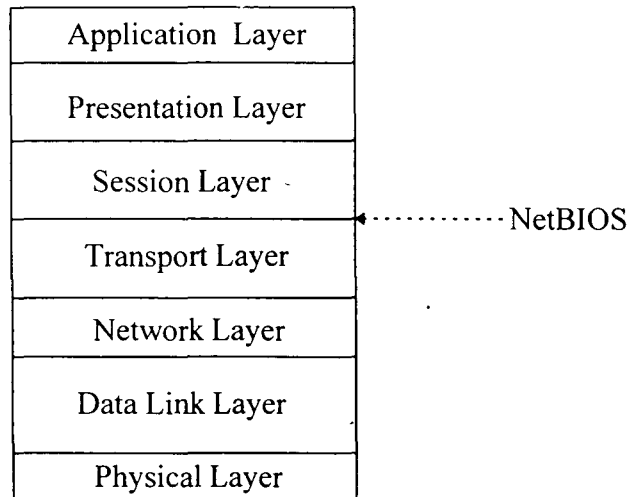 Application Layer
Presentation Layer
Session Layer
NetBIOS
Transport Layer
Network Layer
Data Link Layer
Physical Layer